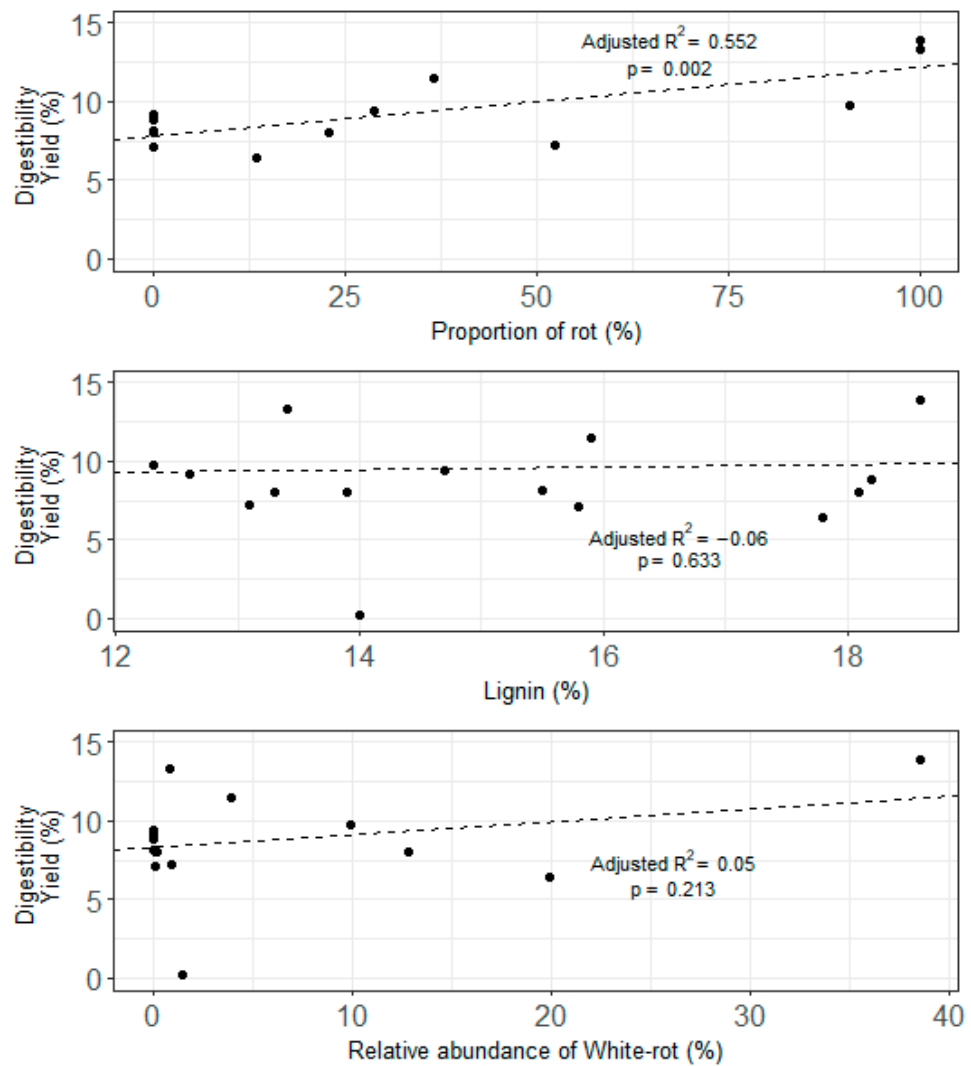 15
10
5
0
Digestibility
Yield (%)
Adjusted R² = 0.552
p = 0.002
0 25 50 75 100
Proportion of rot (%)
15
10
5
0
Digestibility
Yield (%)
Adjusted R² = −0.06
p = 0.633
12 14 16 18
Lignin (%)
15
10
5
0
Digestibility
Yield (%)
Adjusted R² = 0.05
p = 0.213
0 10 20 30 40
Relative abundance of White-rot (%)